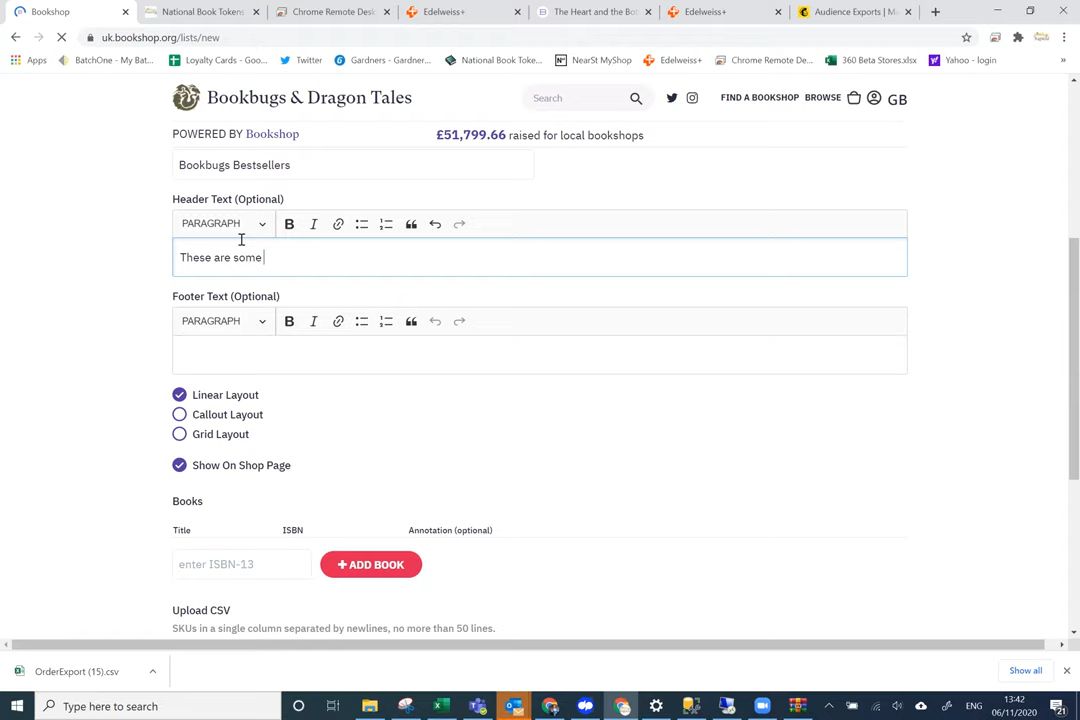 Bookshop
National Book Tokens
Chrome Remote Desk
Edelweiss+
The Heart and the Bo
Edelweiss+
Audience Exports | M
uk.bookshop.org/lists/new
Apps
BatchOne - My Bat...
Loyalty Cards - Goo...
Twitter
Gardners - Gardner...
National Book Toke...
NearSt MyShop
Edelweiss+
Chrome Remote De...
360 Beta Stores.xlsx
Yahoo - login
»
Bookbugs & Dragon Tales
Search
FIND A BOOKSHOP
BROWSE
GB
POWERED BY Bookshop
£51,799.66 raised for local bookshops
Bookbugs Bestsellers
Header Text (Optional)
PARAGRAPH
B I
These are some
Footer Text (Optional)
PARAGRAPH
B I
Linear Layout
Callout Layout
Grid Layout
Show On Shop Page
Books
Title ISBN Annotation (optional)
enter ISBN-13
+ ADD BOOK
Upload CSV
SKUs in a single column separated by newlines, no more than 50 lines.
OrderExport (15).csv
Show all
Type here to search
ENG
13:42
06/11/2020
21